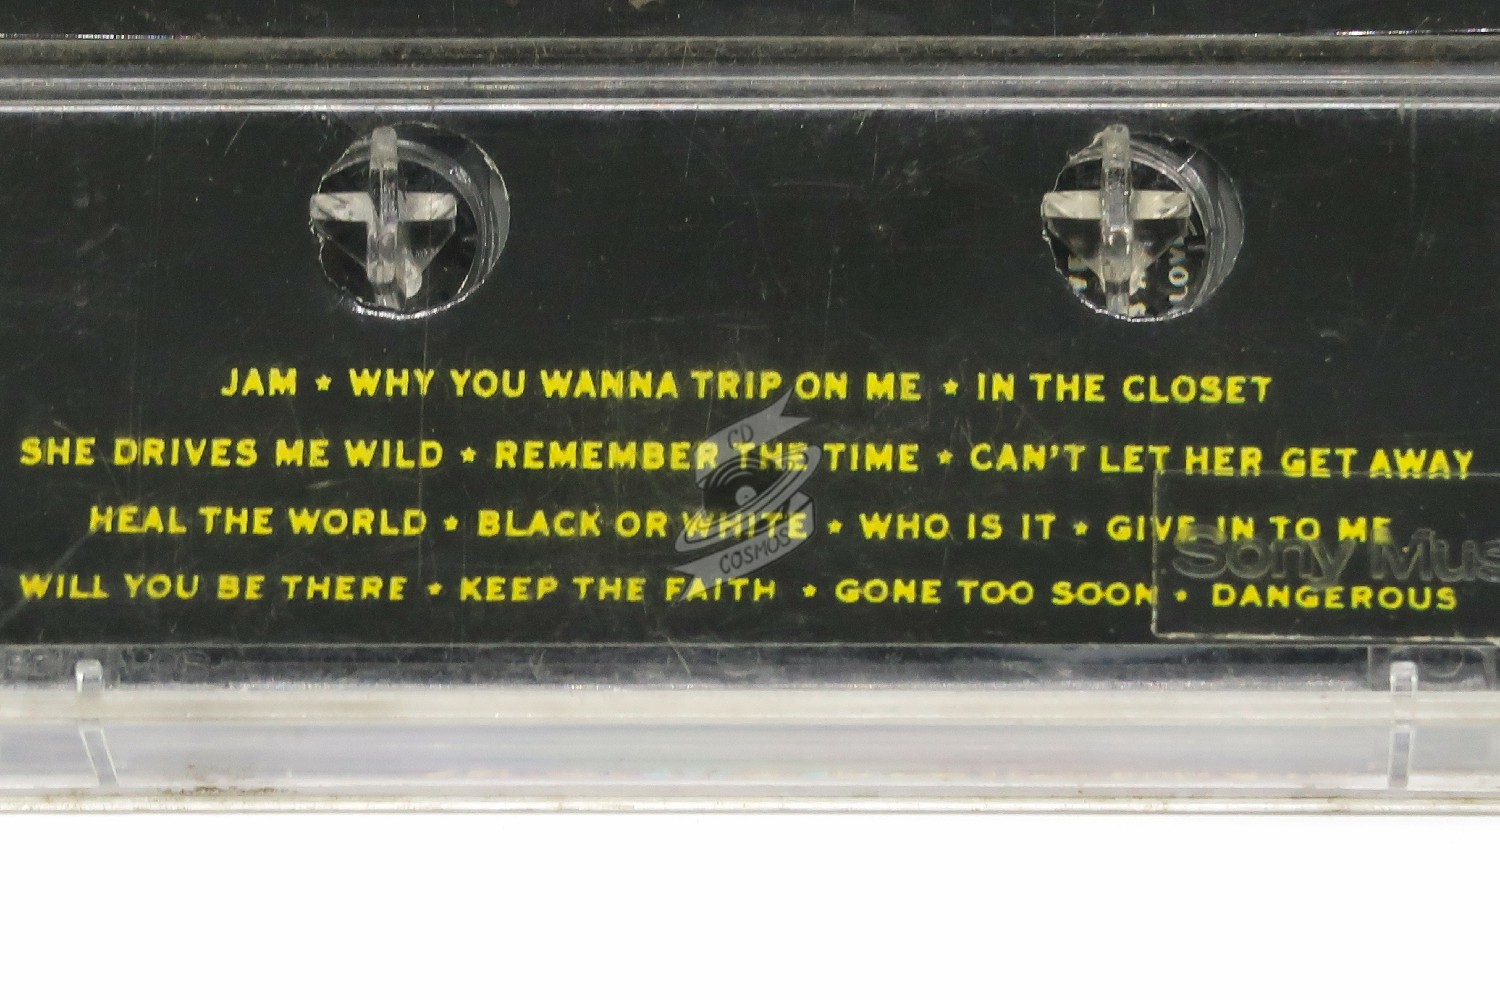 JAM ★ WHY YOU WANNA TRIP ON ME ★ IN THE CLOSET
SHE DRIVES ME WILD ★ REMEMBER THE TIME ★ CAN'T LET HER GET AWAY
HEAL THE WORLD ★ BLACK OR WHITE ★ WHO IS IT ★ GIVE IN TO ME
WILL YOU BE THERE ★ KEEP THE FAITH ★ GONE TOO SOON ★ DANGEROUS
CD
COSMOS
Sony Mus